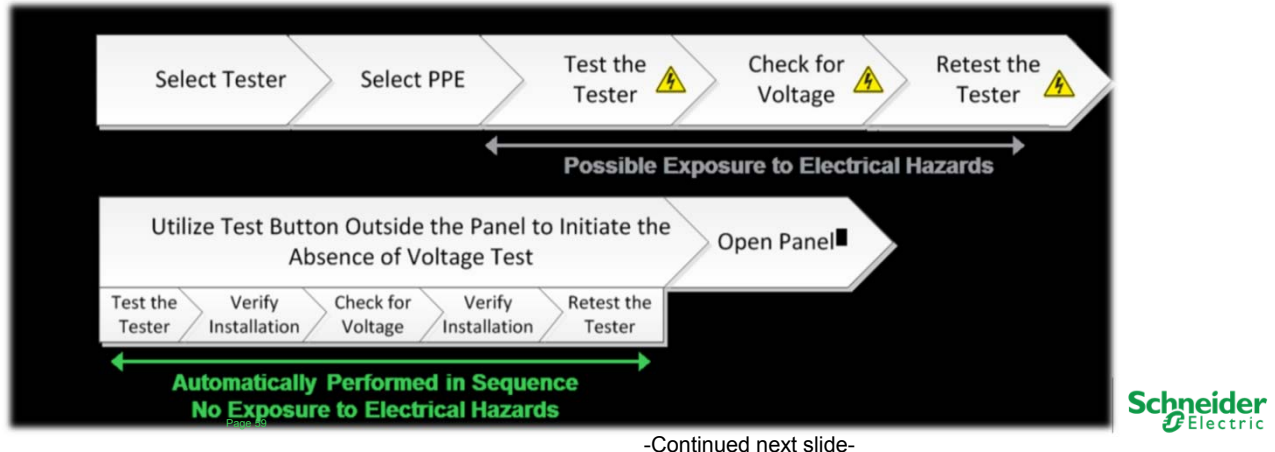 Select Tester
Select PPE
Test the
Tester
Check for
Voltage
Retest the
Tester
Possible Exposure to Electrical Hazards
Utilize Test Button Outside the Panel to Initiate the
Absence of Voltage Test
Open Panel
Test the
Tester
Verify
Installation
Check for
Voltage
Verify
Installation
Retest the
Tester
Automatically Performed in Sequence
No Exposure to Electrical Hazards
Page 59
Schneider
Electric
-Continued next slide-